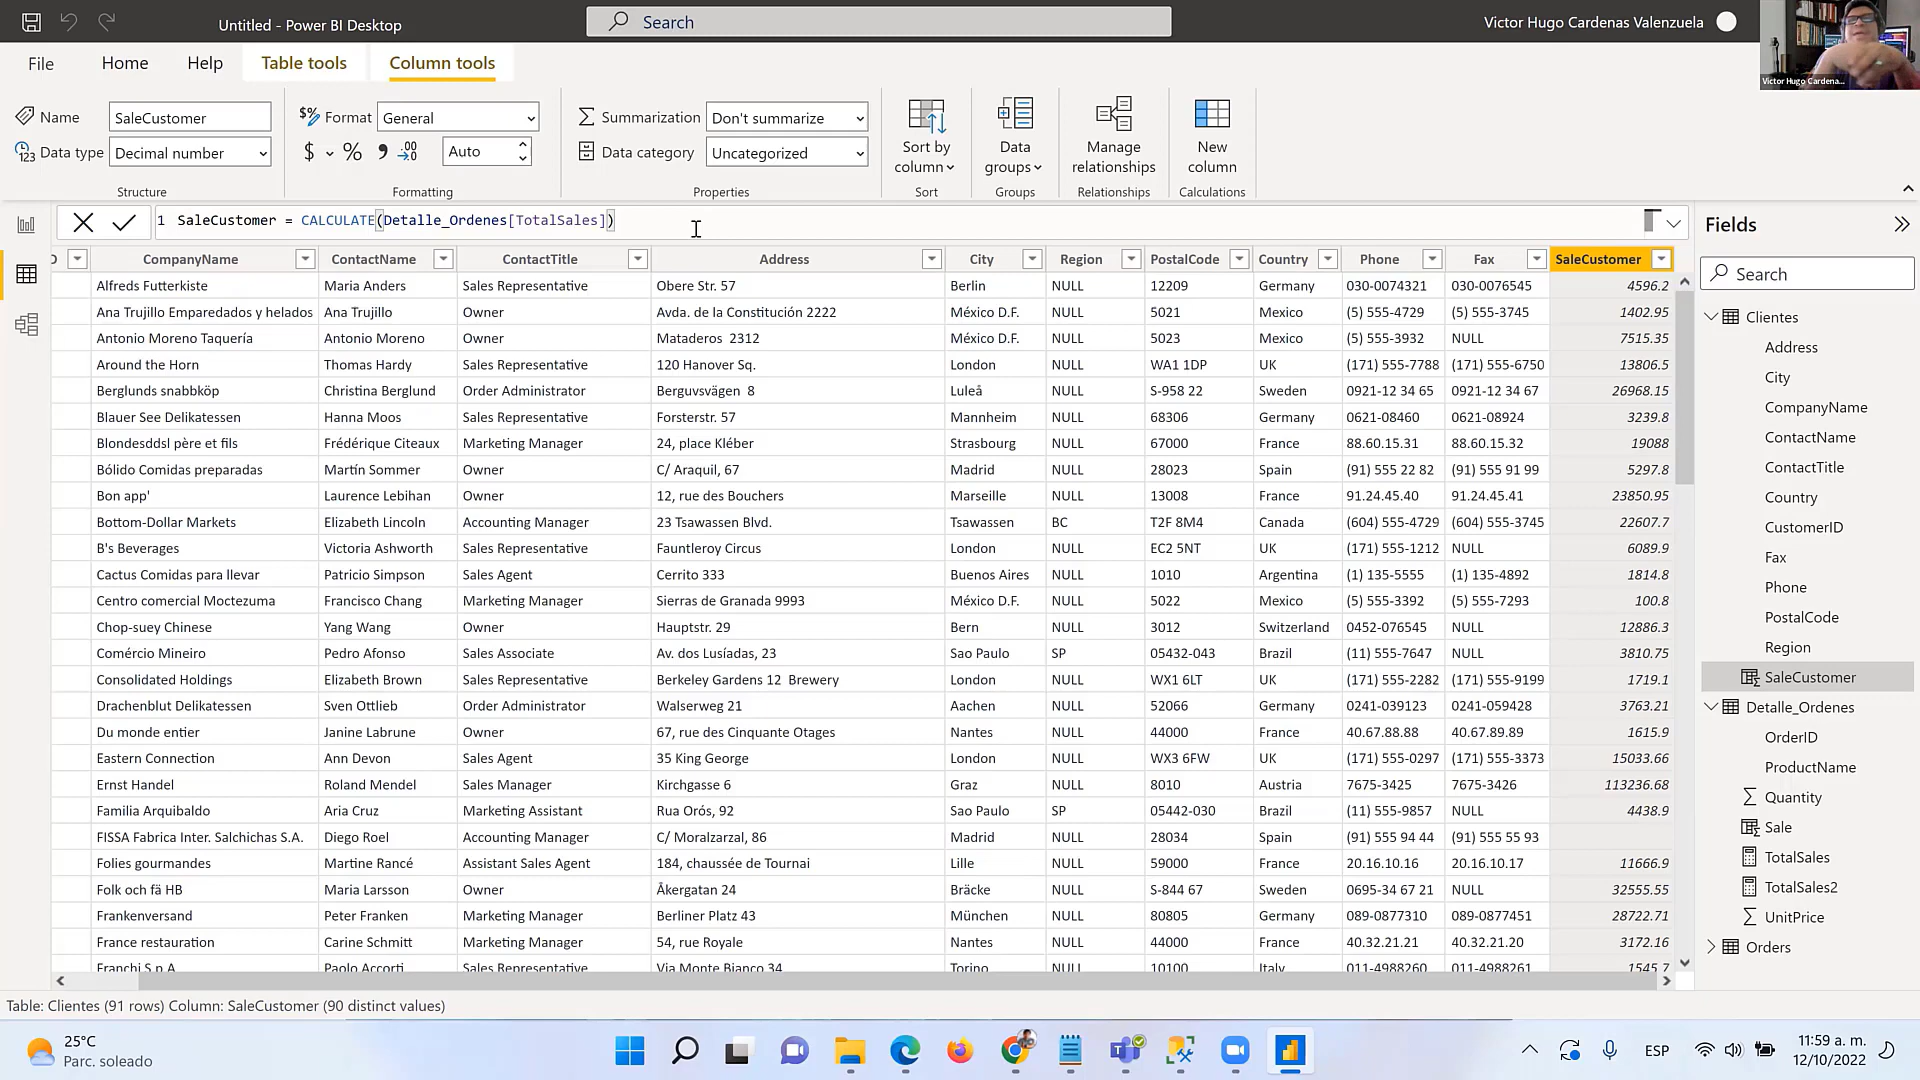 Untitled - Power BI Desktop
Search
Victor Hugo Cardenas Valenzuela
Victor Hugo Cardena...
File Home Help Table tools Column tools
Name SaleCustomer
Data type Decimal number
Structure
Format General
$ % 9 .00 Auto
Formatting
Summarization Don't summarize
Data category Uncategorized
Properties
Sort by column
Sort
Data groups
Groups
Manage relationships
Relationships
New column
Calculations
1 SaleCustomer = CALCULATE(Detalle_Ordenes[TotalSales])
CompanyName ContactName ContactTitle Address City Region PostalCode Country Phone Fax SaleCustomer
Alfreds Futterkiste Maria Anders Sales Representative Obere Str. 57 Berlin NULL 12209 Germany 030-0074321 030-0076545 4596.2
Ana Trujillo Emparedados y helados Ana Trujillo Owner Avda. de la Constitución 2222 México D.F. NULL 5021 Mexico (5) 555-4729 (5) 555-3745 1402.95
Antonio Moreno Taquería Antonio Moreno Owner Mataderos 2312 México D.F. NULL 5023 Mexico (5) 555-3932 NULL 7515.35
Around the Horn Thomas Hardy Sales Representative 120 Hanover Sq. London NULL WA1 1DP UK (171) 555-7788 (171) 555-6750 13806.5
Berglunds snabbköp Christina Berglund Order Administrator Berguvsvägen 8 Luleå NULL S-958 22 Sweden 0921-12 34 65 0921-12 34 67 26968.15
Blauer See Delikatessen Hanna Moos Sales Representative Forsterstr. 57 Mannheim NULL 68306 Germany 0621-08460 0621-08924 3239.8
Blondesddsl père et fils Frédérique Citeaux Marketing Manager 24, place Kléber Strasbourg NULL 67000 France 88.60.15.31 88.60.15.32 19088
Bólido Comidas preparadas Martín Sommer Owner C/ Araquil, 67 Madrid NULL 28023 Spain (91) 555 22 82 (91) 555 91 99 5297.8
Bon app' Laurence Lebihan Owner 12, rue des Bouchers Marseille NULL 13008 France 91.24.45.40 91.24.45.41 23850.95
Bottom-Dollar Markets Elizabeth Lincoln Accounting Manager 23 Tsawassen Blvd. Tsawassen BC T2F 8M4 Canada (604) 555-4729 (604) 555-3745 22607.7
B's Beverages Victoria Ashworth Sales Representative Fauntleroy Circus London NULL EC2 5NT UK (171) 555-1212 NULL 6089.9
Cactus Comidas para llevar Patricio Simpson Sales Agent Cerrito 333 Buenos Aires NULL 1010 Argentina (1) 135-5555 (1) 135-4892 1814.8
Centro comercial Moctezuma Francisco Chang Marketing Manager Sierras de Granada 9993 México D.F. NULL 5022 Mexico (5) 555-3392 (5) 555-7293 100.8
Chop-suey Chinese Yang Wang Owner Hauptstr. 29 Bern NULL 3012 Switzerland 0452-076545 NULL 12886.3
Comércio Mineiro Pedro Afonso Sales Associate Av. dos Lusíadas, 23 Sao Paulo SP 05432-043 Brazil (11) 555-7647 NULL 3810.75
Consolidated Holdings Elizabeth Brown Sales Representative Berkeley Gardens 12 Brewery London NULL WX1 6LT UK (171) 555-2282 (171) 555-9199 1719.1
Drachenblut Delikatessen Sven Ottlieb Order Administrator Walserweg 21 Aachen NULL 52066 Germany 0241-039123 0241-059428 3763.21
Du monde entier Janine Labrune Owner 67, rue des Cinquante Otages Nantes NULL 44000 France 40.67.88.88 40.67.89.89 1615.9
Eastern Connection Ann Devon Sales Agent 35 King George London NULL WX3 6FW UK (171) 555-0297 (171) 555-3373 15033.66
Ernst Handel Roland Mendel Sales Manager Kirchgasse 6 Graz NULL 8010 Austria 7675-3425 7675-3426 113236.68
Familia Arquibaldo Aria Cruz Marketing Assistant Rua Orós, 92 Sao Paulo SP 05442-030 Brazil (11) 555-9857 NULL 4438.9
FISSA Fabrica Inter. Salchichas S.A. Diego Roel Accounting Manager C/ Moralzarzal, 86 Madrid NULL 28034 Spain (91) 555 94 44 (91) 555 55 93
Folies gourmandes Martine Rancé Assistant Sales Agent 184, chaussée de Tournai Lille NULL 59000 France 20.16.10.16 20.16.10.17 11666.9
Folk och fä HB Maria Larsson Owner Åkergatan 24 Bräcke NULL S-844 67 Sweden 0695-34 67 21 NULL 32555.55
Frankenversand Peter Franken Marketing Manager Berliner Platz 43 München NULL 80805 Germany 089-0877310 089-0877451 28722.71
France restauration Carine Schmitt Marketing Manager 54, rue Royale Nantes NULL 44000 France 40.32.21.21 40.32.21.20 3172.16
Franchi S.p.A. Paolo Accorti Sales Representative Via Monte Bianco 34 Torino NULL 10100 Italy 011-4988260 011-4988261 1545.7
Table: Clientes (91 rows) Column: SaleCustomer (90 distinct values)
Fields
Search
Clientes
Address
City
CompanyName
ContactName
ContactTitle
Country
CustomerID
Fax
Phone
PostalCode
Region
SaleCustomer
Detalle_Ordenes
OrderID
ProductName
Quantity
Sale
TotalSales
TotalSales2
UnitPrice
Orders
25°C
Parc. soleado
ESP
11:59 a. m.
12/10/2022